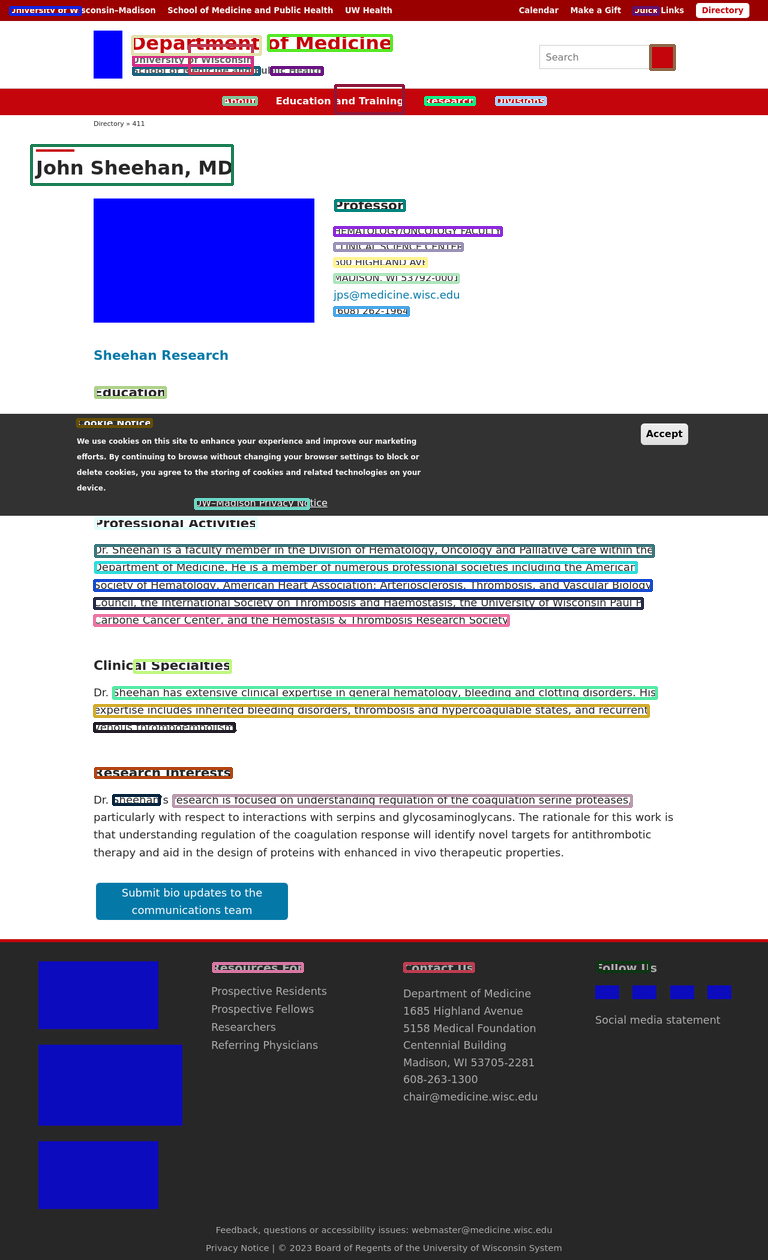 University of Wisconsin–Madison School of Medicine and Public Health UW Health Calendar Make a Gift Quick Links Directory
Department of Medicine
University of Wisconsin
School of Medicine and Public Health
Search
About Education and Training Research Divisions
Directory » 411
John Sheehan, MD
Professor
HEMATOLOGY/ONCOLOGY FACULTY
CLINICAL SCIENCE CENTER
600 HIGHLAND AVE
MADISON, WI 53792-0001
jps@medicine.wisc.edu
(608) 262-1964
Sheehan Research
Education
Cookie Notice
We use cookies on this site to enhance your experience and improve our marketing
efforts. By continuing to browse without changing your browser settings to block or
delete cookies, you agree to the storing of cookies and related technologies on your
device.
UW–Madison Privacy Notice
Accept
Professional Activities
Dr. Sheehan is a faculty member in the Division of Hematology, Oncology and Palliative Care within the
Department of Medicine. He is a member of numerous professional societies including the American
Society of Hematology, American Heart Association: Arteriosclerosis, Thrombosis, and Vascular Biology
Council, the International Society on Thrombosis and Haemostasis, the University of Wisconsin Paul P.
Carbone Cancer Center, and the Hemostasis & Thrombosis Research Society.
Clinical Specialties
Dr. Sheehan has extensive clinical expertise in general hematology, bleeding and clotting disorders. His
expertise includes inherited bleeding disorders, thrombosis and hypercoagulable states, and recurrent
venous thromboembolism.
Research Interests
Dr. Sheehan's research is focused on understanding regulation of the coagulation serine proteases,
particularly with respect to interactions with serpins and glycosaminoglycans. The rationale for this work is
that understanding regulation of the coagulation response will identify novel targets for antithrombotic
therapy and aid in the design of proteins with enhanced in vivo therapeutic properties.
Submit bio updates to the
communications team
Resources For
Prospective Residents
Prospective Fellows
Researchers
Referring Physicians
Contact Us
Department of Medicine
1685 Highland Avenue
5158 Medical Foundation
Centennial Building
Madison, WI 53705-2281
608-263-1300
chair@medicine.wisc.edu
Follow Us
Social media statement
Feedback, questions or accessibility issues: webmaster@medicine.wisc.edu
Privacy Notice | © 2023 Board of Regents of the University of Wisconsin System